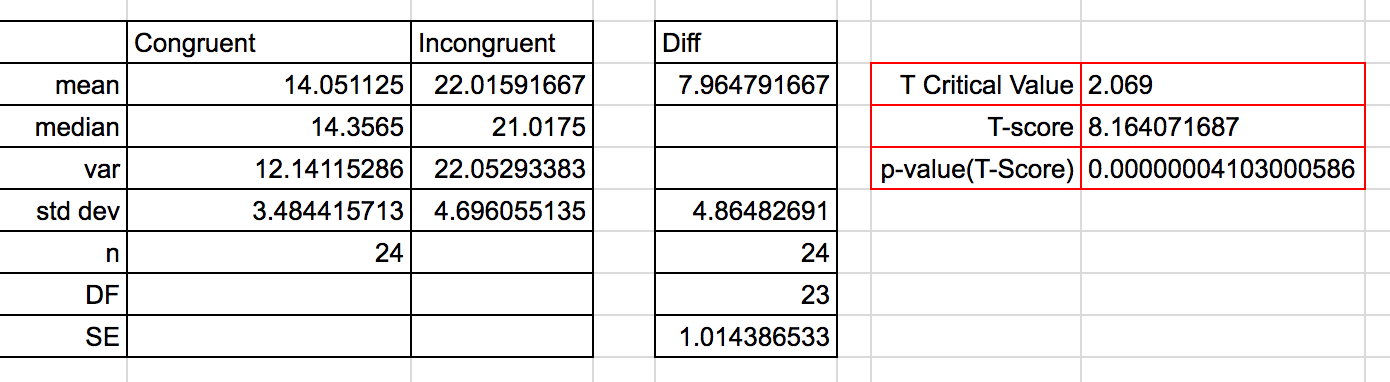 Congruent Incongruent Diff
mean 14.051125 22.01591667 7.964791667 T Critical Value 2.069
median 14.3565 21.0175 T-score 8.164071687
var 12.14115286 22.05293383 p-value(T-Score) 0.00000004103000586
std dev 3.484415713 4.696055135 4.86482691
n 24 24
DF 23
SE 1.014386533